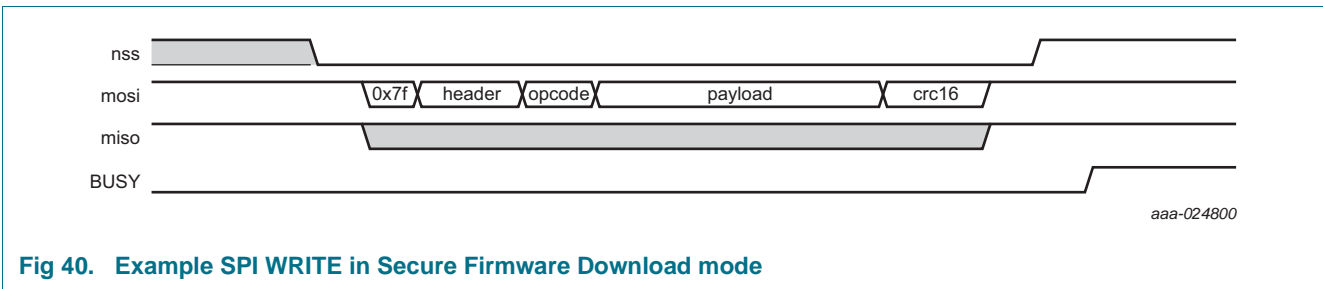 nss
mosi 0x7f header opcode payload crc16
miso
BUSY
aaa-024800
Fig 40. Example SPI WRITE in Secure Firmware Download mode